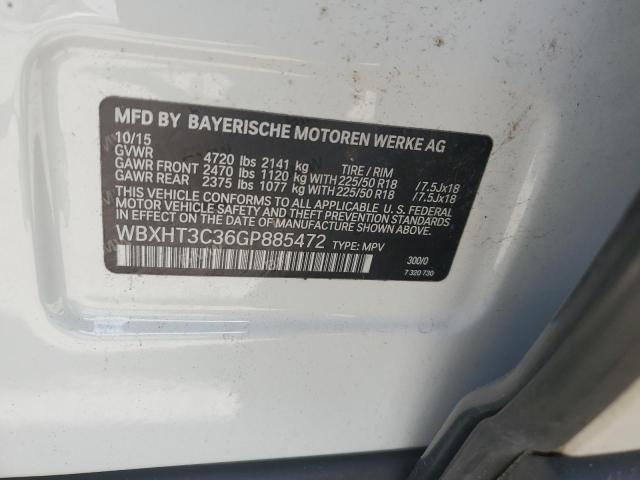 MFD BY BAYERISCHE MOTOREN WERKE AG
10/15
GVWR 4720 lbs 2141 kg TIRE / RIM
GAWR FRONT 2470 lbs 1120 kg WITH 225/50 R18 /7.5Jx18
GAWR REAR 2375 lbs 1077 kg WITH 225/50 R18 /7.5Jx18
THIS VEHICLE CONFORMS TO ALL APPLICABLE U.S. FEDERAL
MOTOR VEHICLE SAFETY, BUMPER, AND THEFT PREVENTION
STANDARDS IN EFFECT ON THE DATE OF MANUFACTURE SHOWN ABOVE.
WBXHT3C36GP885472 TYPE: MPV
300/0
7 320 730